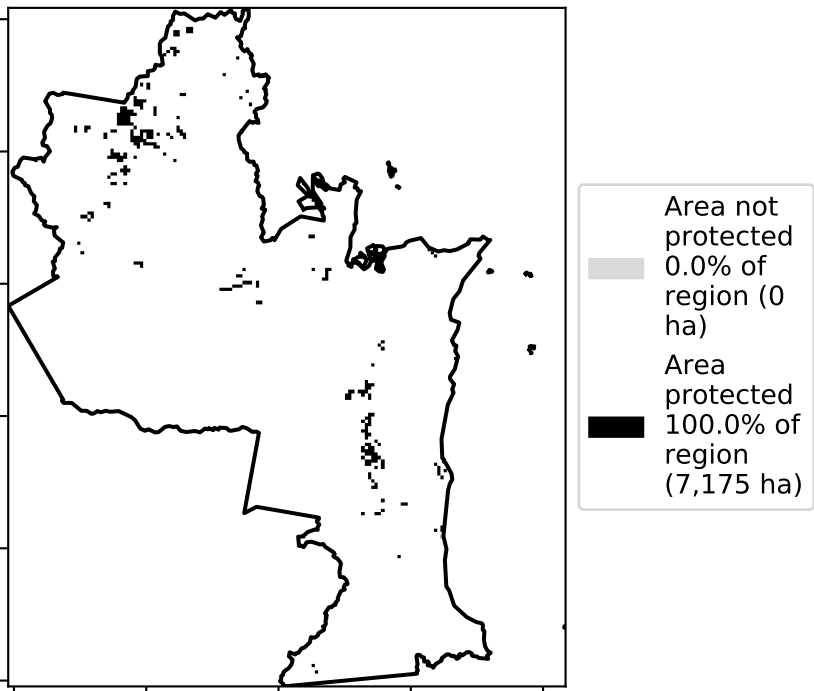 Area not
protected
0.0% of
region (0
ha)
Area
protected
100.0% of
region
(7,175 ha)